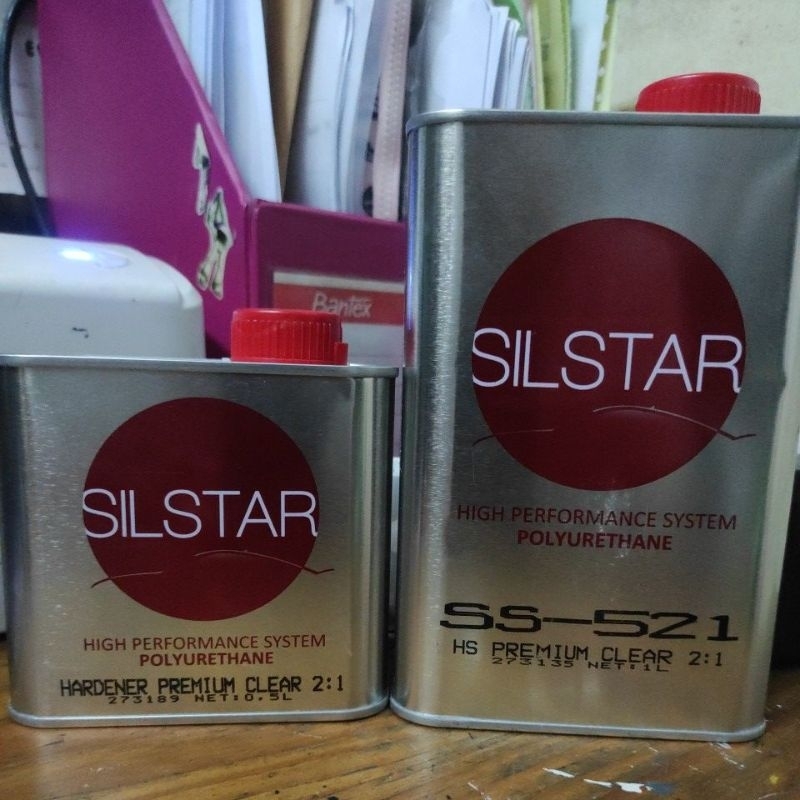 Bantex
SILSTAR
HIGH PERFORMANCE SYSTEM
POLYURETHANE
HARDENER PREMIUM CLEAR 2:1
273189 NET:0.5L
SILSTAR
HIGH PERFORMANCE SYSTEM
POLYURETHANE
SS-521
HS PREMIUM CLEAR 2:1
273135 NET:1L